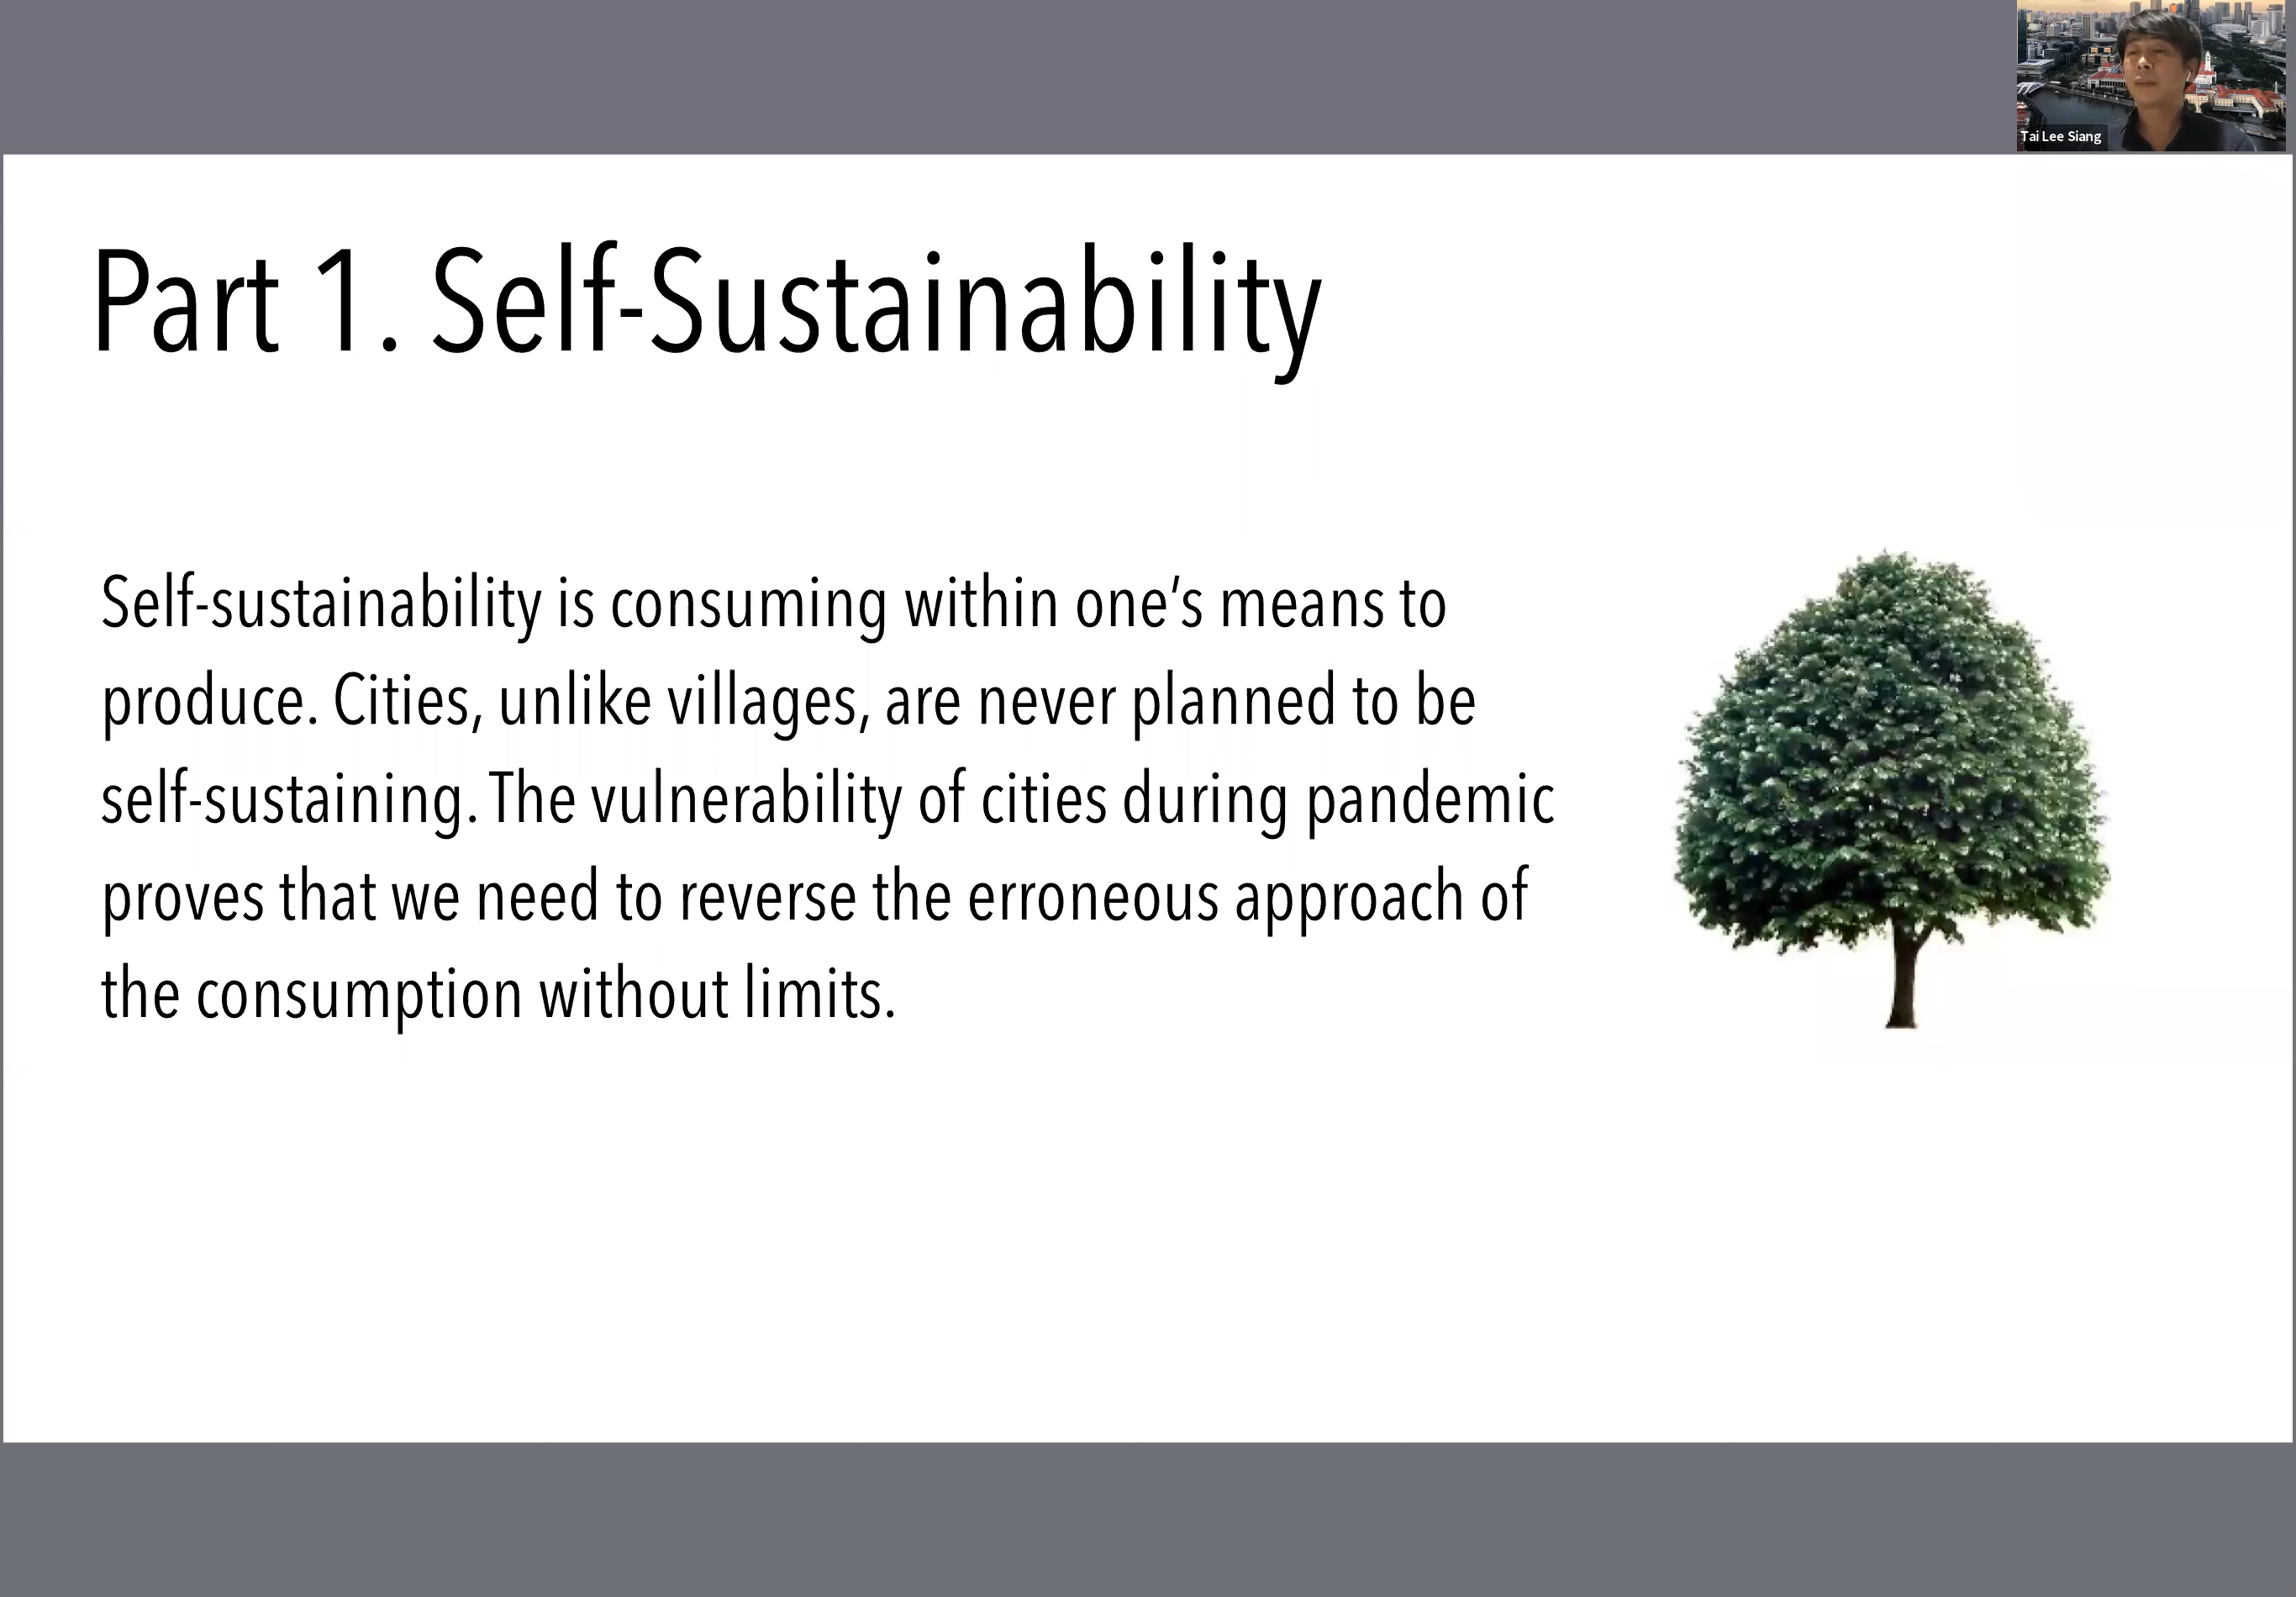 Tai Lee Siang
Part 1. Self-Sustainability
Self-sustainability is consuming within one’s means to
produce. Cities, unlike villages, are never planned to be
self-sustaining. The vulnerability of cities during pandemic
proves that we need to reverse the erroneous approach of
the consumption without limits.